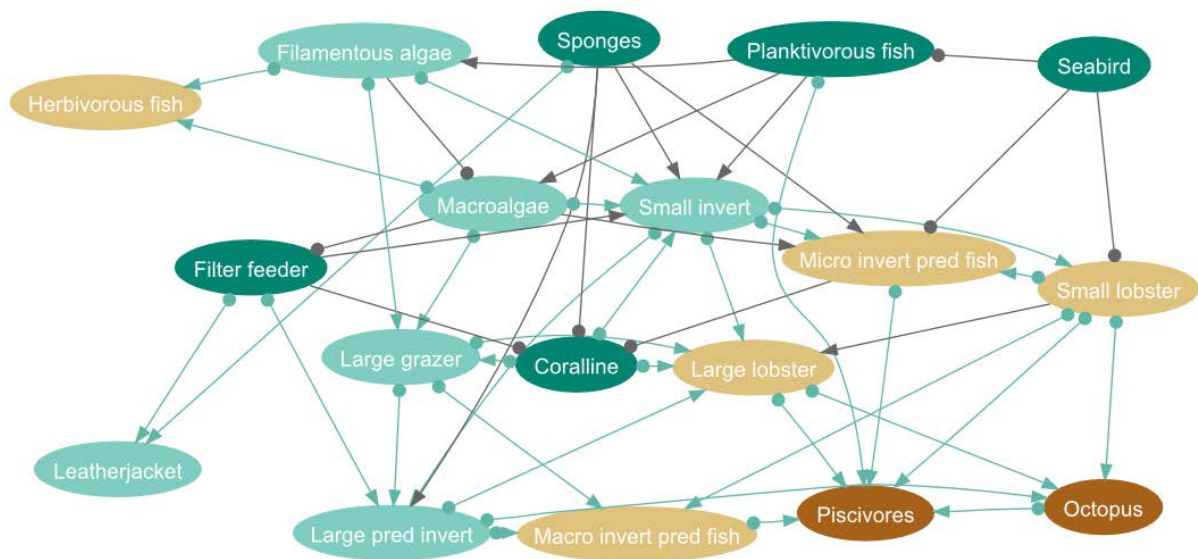 Sponges
Planktivorous fish
Filamentous algae
Seabird
Herbivorous fish
Macroalgae
Small invert
Filter feeder
Micro invert pred fish
Small lobster
Large grazer
Coralline
Large lobster
Leatherjacket
Large pred invert
Macro invert pred fish
Piscivores
Octopus